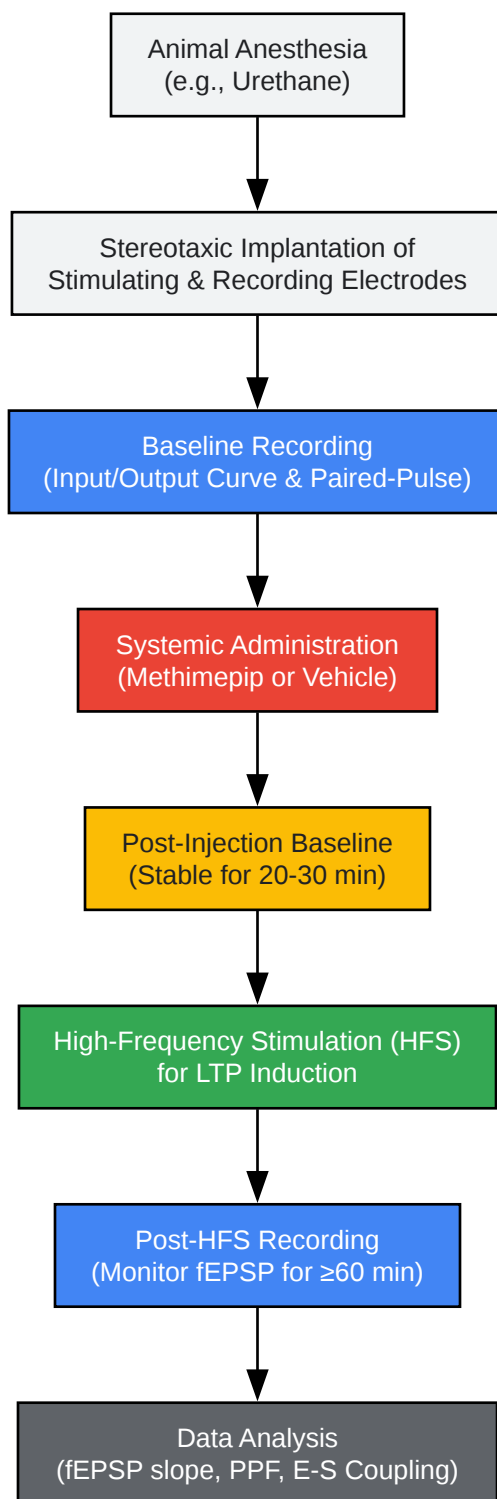 Animal Anesthesia
(e.g., Urethane)
Stereotaxic Implantation of
Stimulating & Recording Electrodes
Baseline Recording
(Input/Output Curve & Paired-Pulse)
Systemic Administration
(Methimepip or Vehicle)
Post-Injection Baseline
(Stable for 20-30 min)
High-Frequency Stimulation (HFS)
for LTP Induction
Post-HFS Recording
(Monitor fEPSP for ≥60 min)
Data Analysis
(fEPSP slope, PPF, E-S Coupling)